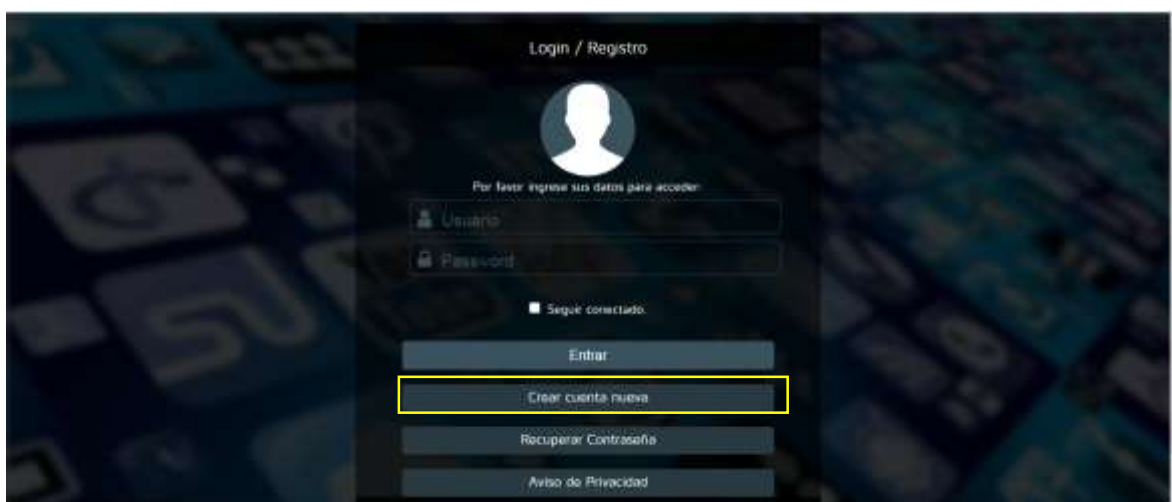 Login / Registro
Por favor ingrese sus datos para acceder:
Usuario
Password
Seguir conectado.
Entrar
Crear cuenta nueva
Recuperar Contraseña
Aviso de Privacidad